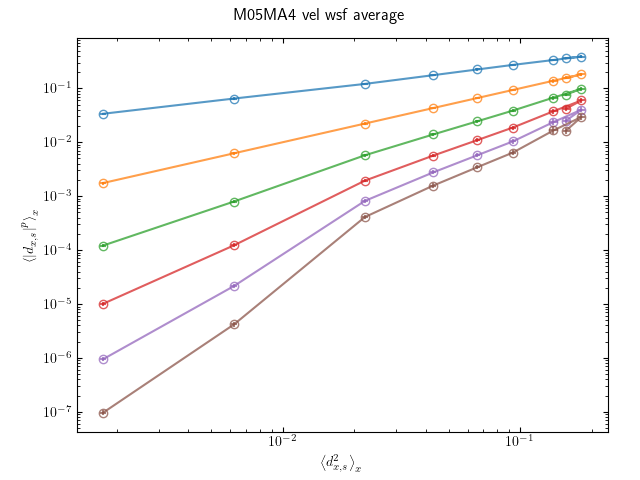 M05MA4 vel wsf average
⟨|d_{x,s}|^p⟩_x
10^{-1}
10^{-2}
10^{-3}
10^{-4}
10^{-5}
10^{-6}
10^{-7}
10^{-2} 10^{-1}
⟨d_{x,s}^2⟩_x